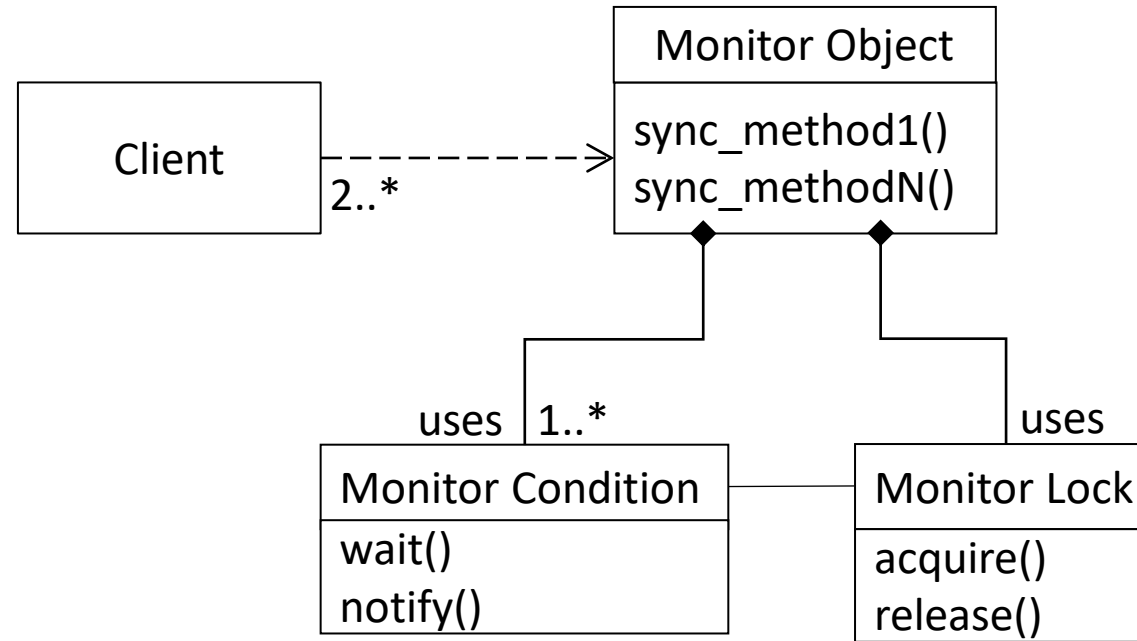 Monitor Object
sync_method1()
sync_methodN()
Client
2..*
uses
1..*
uses
Monitor Condition
wait()
notify()
Monitor Lock
acquire()
release()